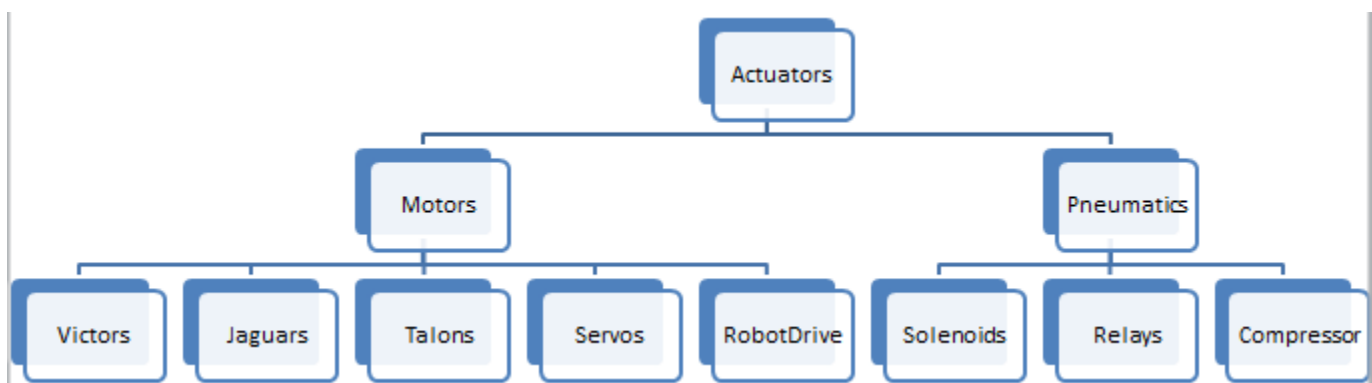 Actuators
Motors
Pneumatics
Victors
Jaguars
Talons
Servos
RobotDrive
Solenoids
Relays
Compressor